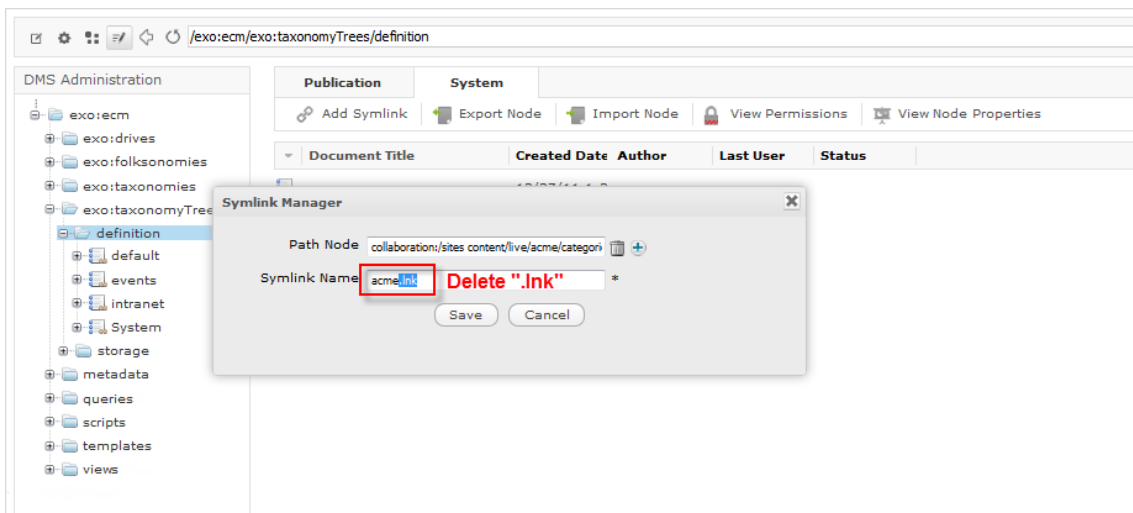 /exo:ecm/exo:taxonomyTrees/definition
DMS Administration
Publication System
exo:ecm
Add Symlink Export Node Import Node View Permissions View Node Properties
exo:drives
exo:folksonomies
Document Title Created Date Author Last User Status
exo:taxonomies
exo:taxonomyTree
Symlink Manager
definition
Path Node collaboration:/sites content/live/acme/categori
default
events
Symlink Name acme.lnk * Delete ".lnk"
intranet
Save Cancel
System
storage
metadata
queries
scripts
templates
views